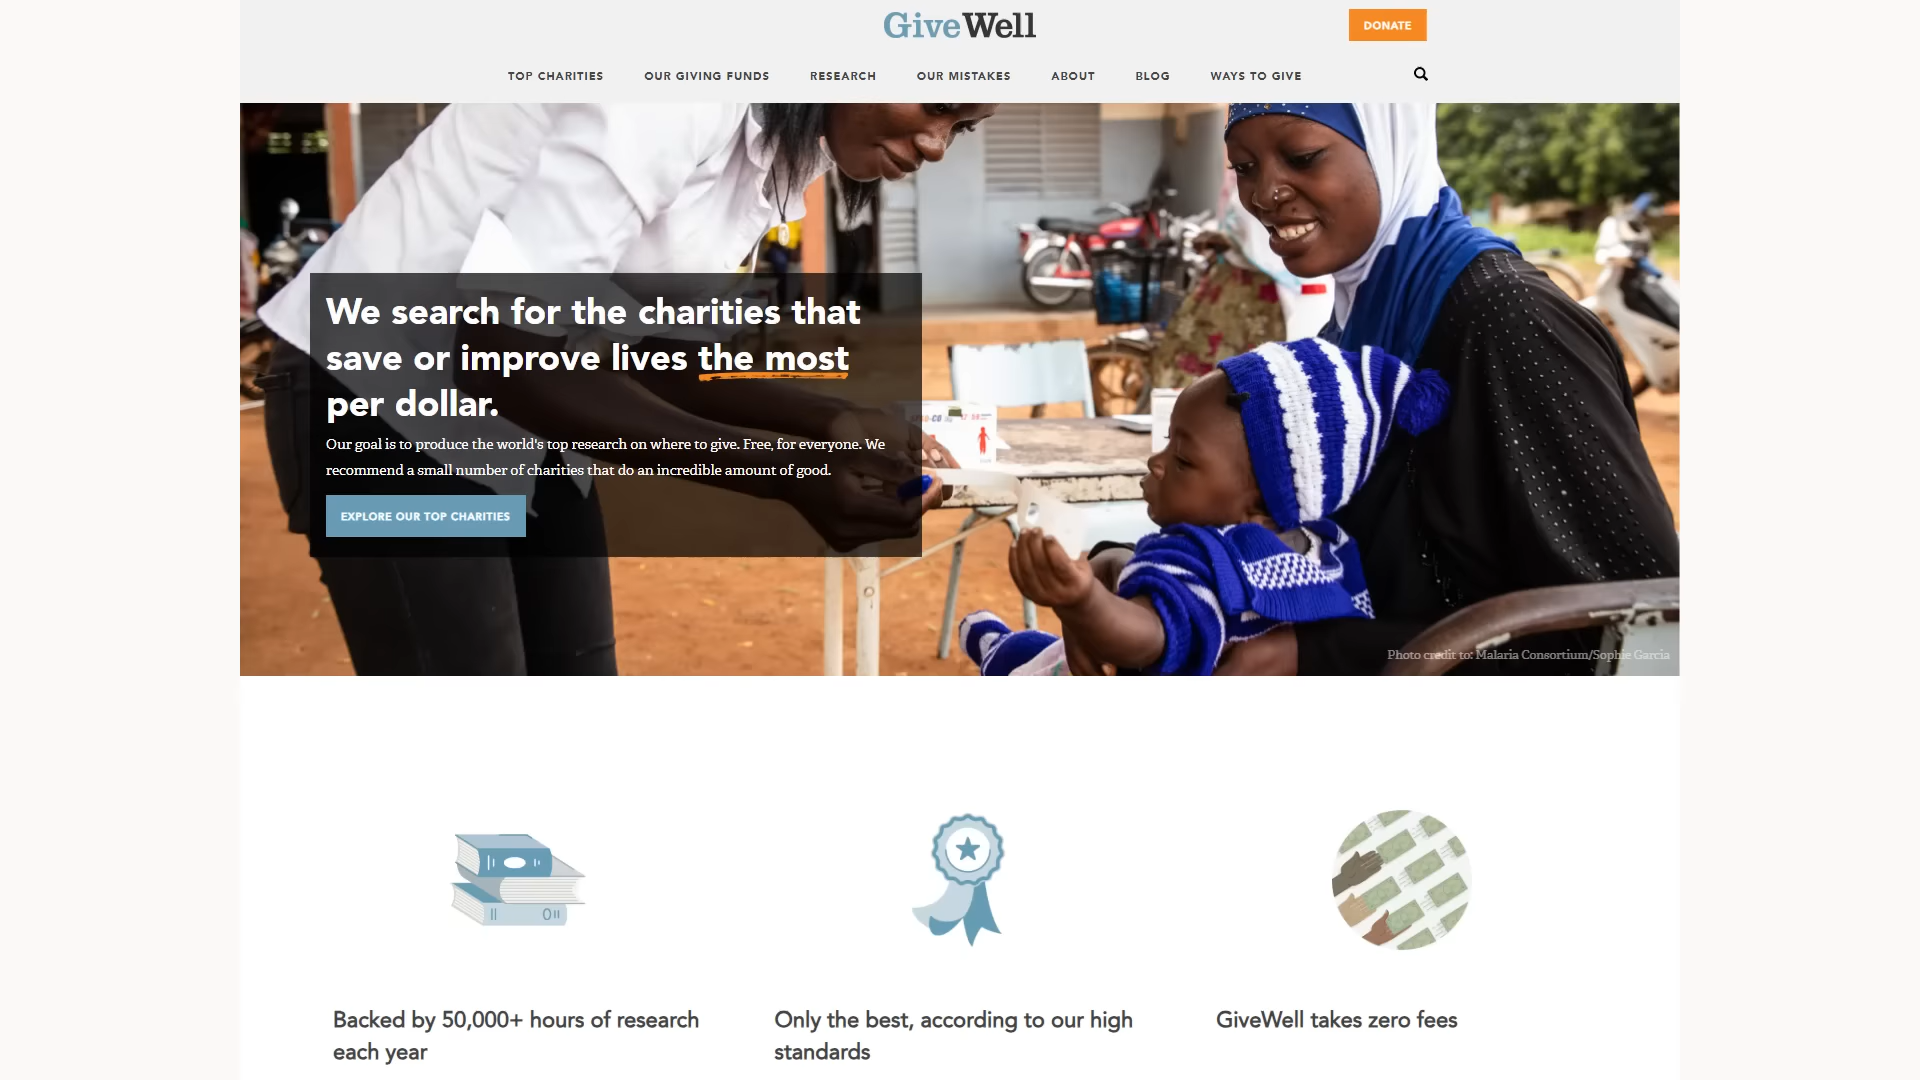 GiveWell
DONATE
TOP CHARITIES
OUR GIVING FUNDS
RESEARCH
OUR MISTAKES
ABOUT
BLOG
WAYS TO GIVE
We search for the charities that
save or improve lives the most
per dollar.
Our goal is to produce the world's top research on where to give. Free, for everyone. We
recommend a small number of charities that do an incredible amount of good.
EXPLORE OUR TOP CHARITIES
Photo credit to: Malaria Consortium/Sophie Garcia
Backed by 50,000+ hours of research
each year
Only the best, according to our high
standards
GiveWell takes zero fees